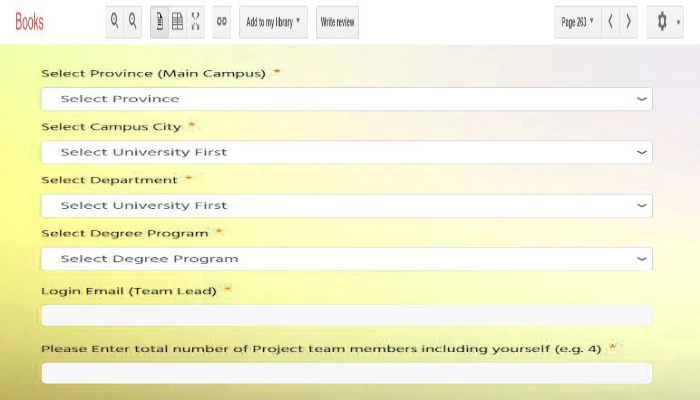 Books
Add to my library
Write review
Page 263
Select Province (Main Campus) *
Select Province
Select Campus City *
Select University First
Select Department *
Select University First
Select Degree Program *
Select Degree Program
Login Email (Team Lead) *
Please Enter total number of Project team members including yourself (e.g. 4) *